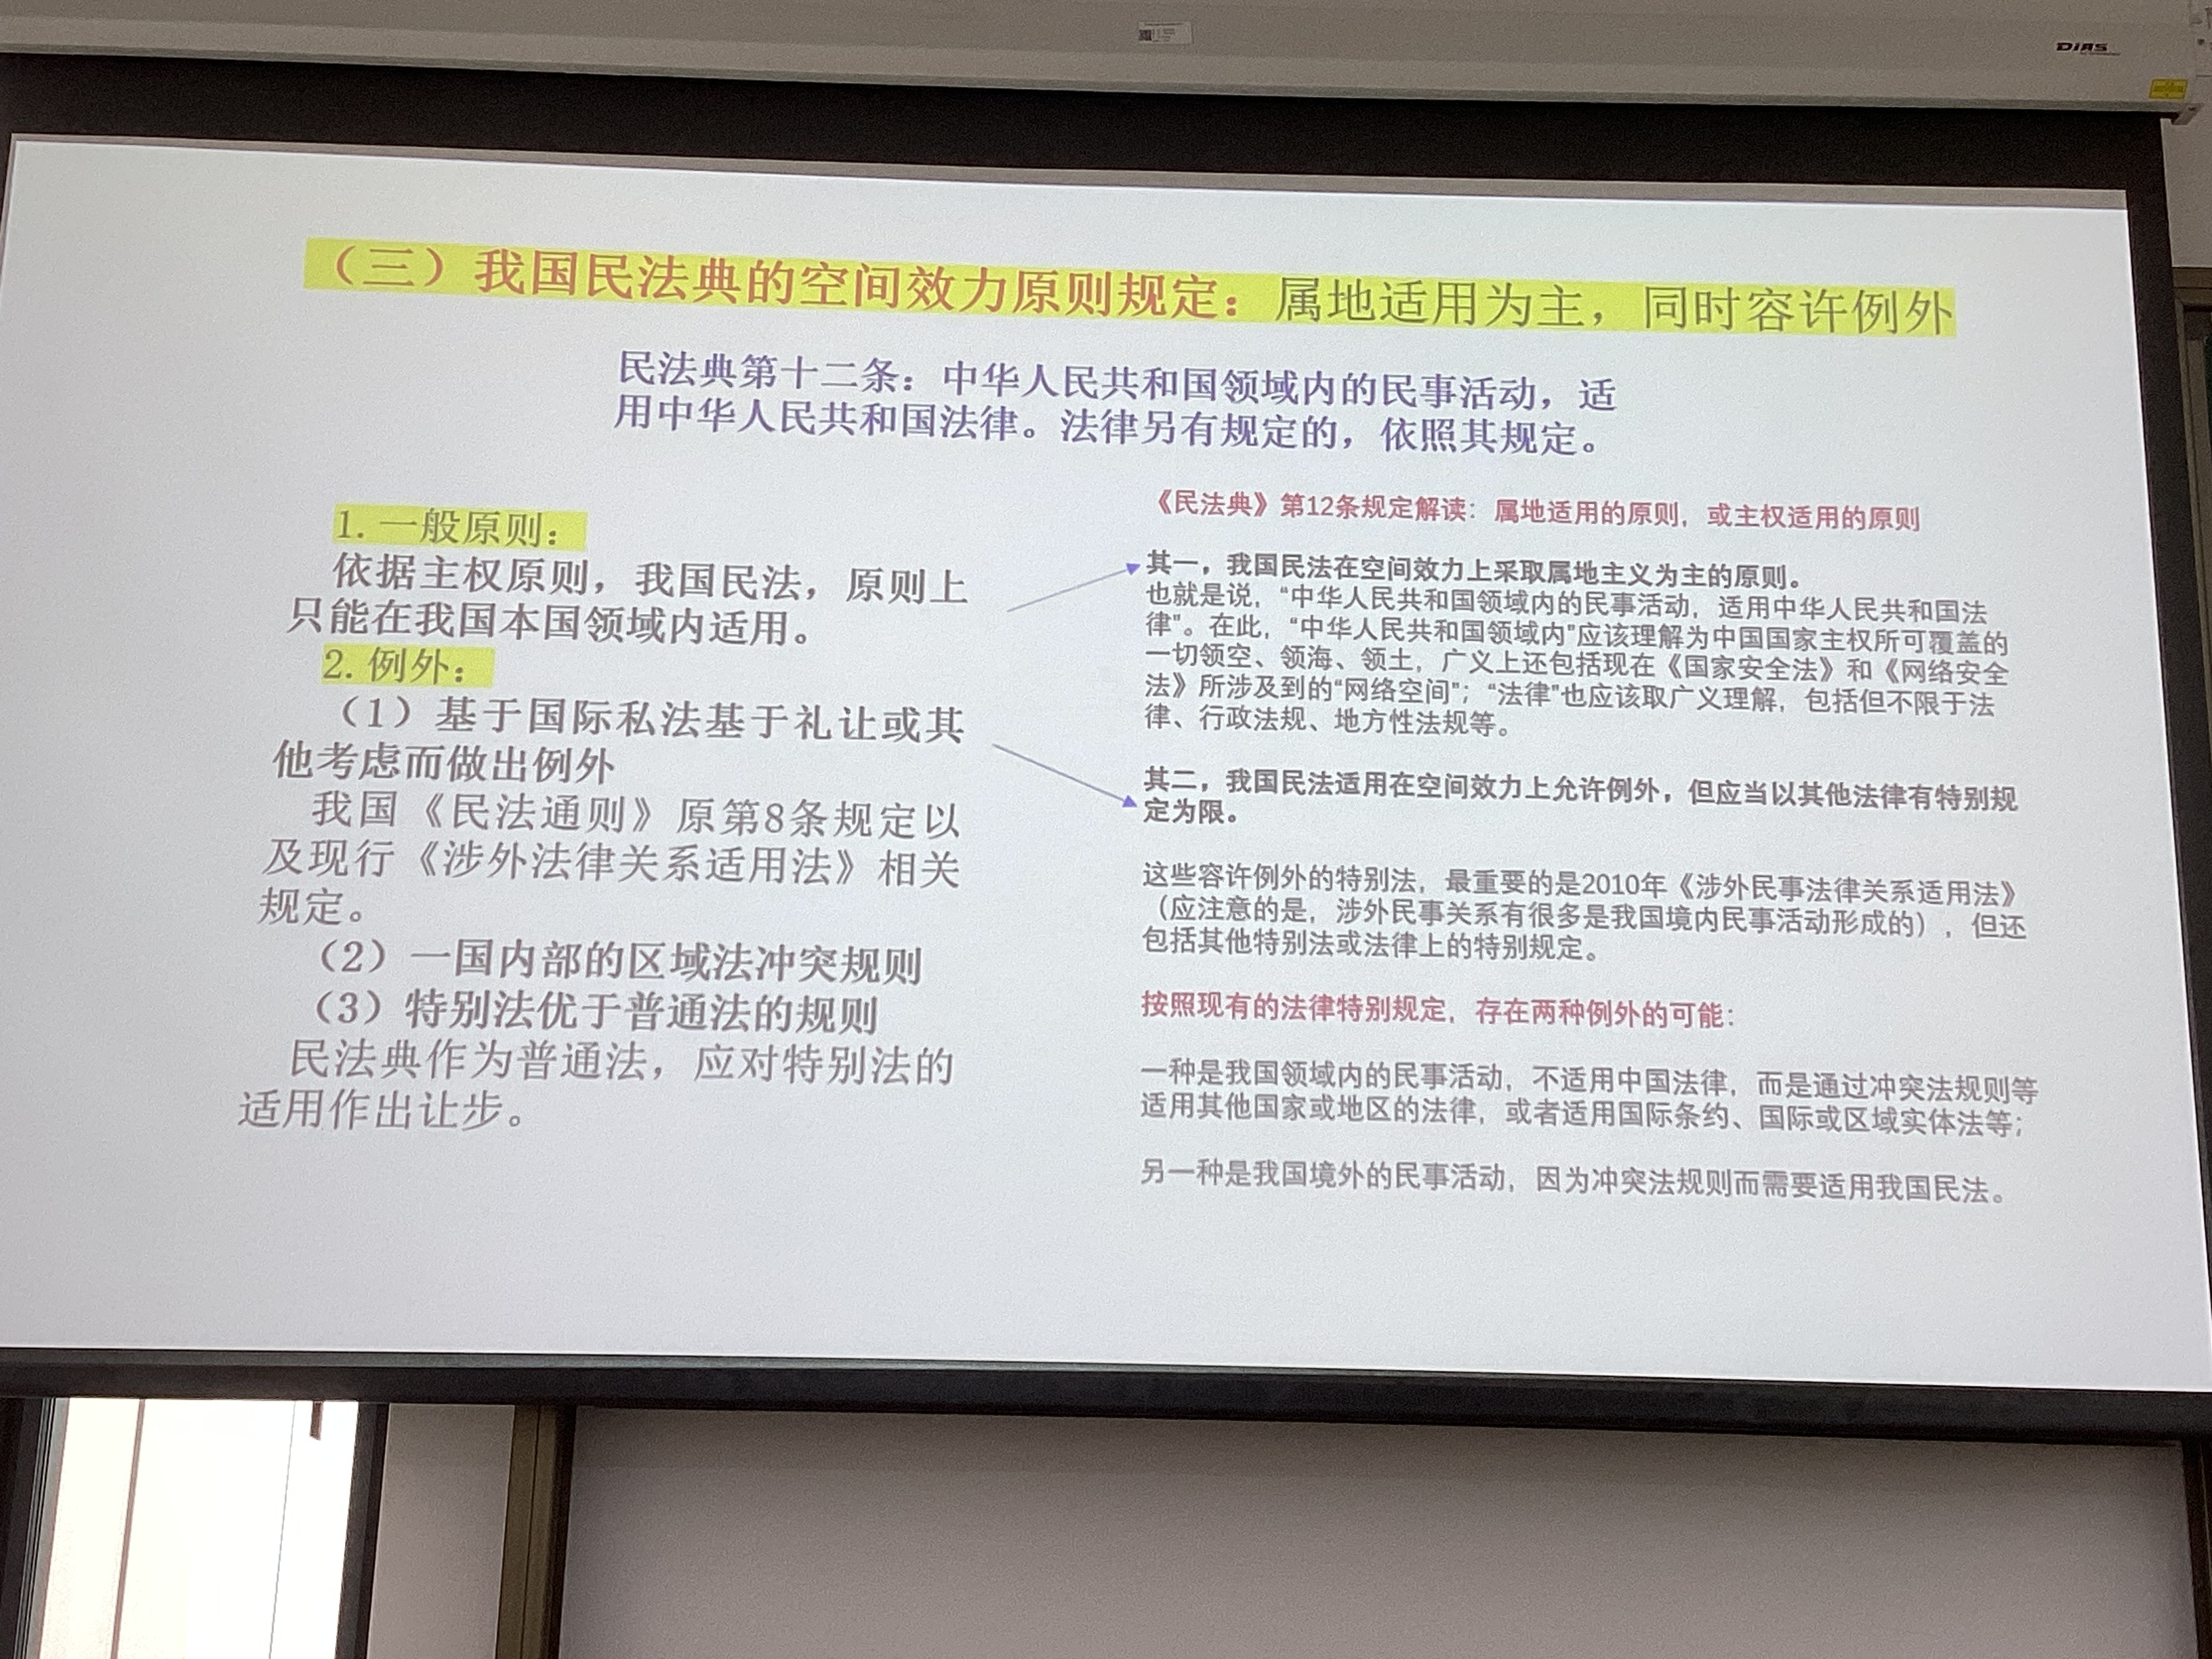 DIAS
（三）我国民法典的空间效力原则规定：属地适用为主，同时容许例外
民法典第十二条：中华人民共和国领域内的民事活动，适
用中华人民共和国法律。法律另有规定的，依照其规定。
1. 一般原则：
依据主权原则，我国民法，原则上
只能在我国本国领域内适用。
2. 例外：
（1）基于国际私法基于礼让或其
他考虑而做出例外
我国《民法通则》原第8条规定以
及现行《涉外法律关系适用法》相关
规定。
（2）一国内部的区域法冲突规则
（3）特别法优于普通法的规则
民法典作为普通法，应对特别法的
适用作出让步。
《民法典》第12条规定解读：属地适用的原则，或主权适用的原则
其一，我国民法在空间效力上采取属地主义为主的原则。
也就是说，“中华人民共和国领域内的民事活动，适用中华人民共和国法
律”。在此，“中华人民共和国领域内”应该理解为中国国家主权所可覆盖的
一切领空、领海、领土，广义上还包括现在《国家安全法》和《网络安全
法》所涉及到的“网络空间”；“法律”也应该取广义理解，包括但不限于法
律、行政法规、地方性法规等。
其二，我国民法适用在空间效力上允许例外，但应当以其他法律有特别规
定为限。
这些容许例外的特别法，最重要的是2010年《涉外民事法律关系适用法》
（应注意的是，涉外民事关系有很多是我国境内民事活动形成的），但还
包括其他特别法或法律上的特别规定。
按照现有的法律特别规定，存在两种例外的可能：
一种是我国领域内的民事活动，不适用中国法律，而是通过冲突法规则等
适用其他国家或地区的法律，或者适用国际条约、国际或区域实体法等；
另一种是我国境外的民事活动，因为冲突法规则而需要适用我国民法。